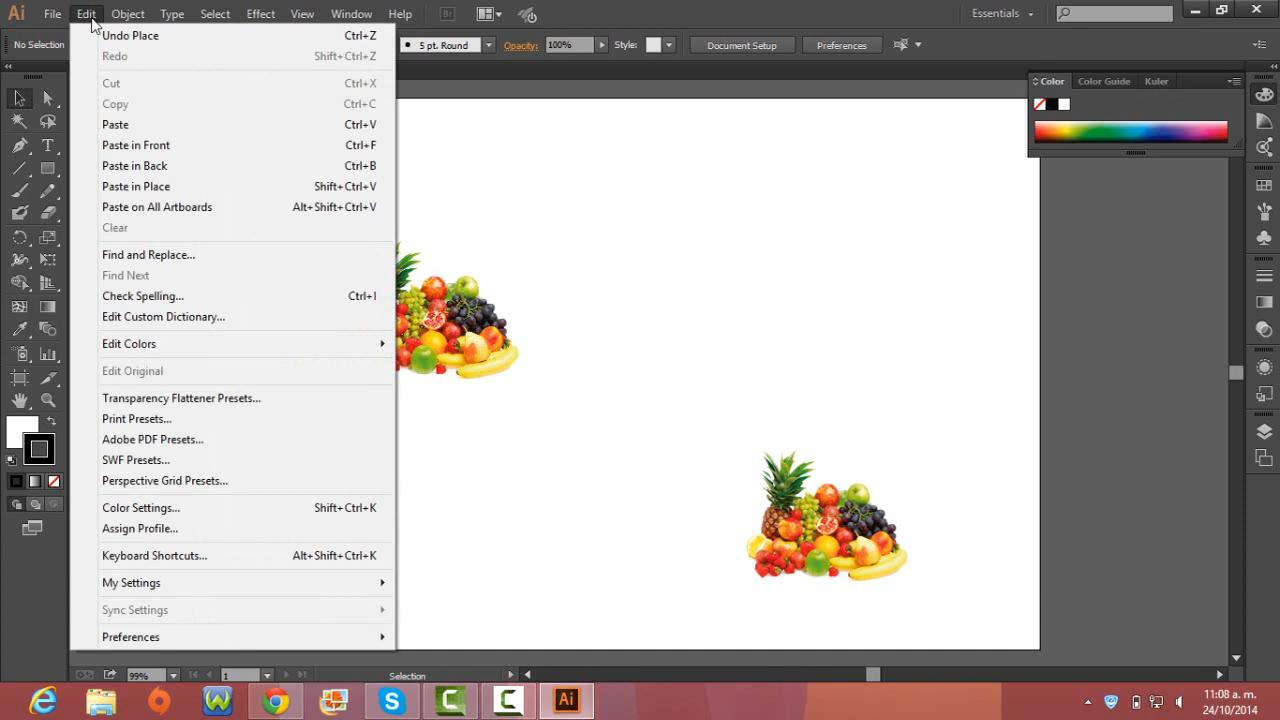 Ai File Edit Object Type Select Effect View Window Help Br Essentials
No Selection 5 pt. Round Opacity: 100% Style: Document Setup Preferences
Undo Place Ctrl+Z
Redo Shift+Ctrl+Z
Cut Ctrl+X
Copy Ctrl+C
Paste Ctrl+V
Paste in Front Ctrl+F
Paste in Back Ctrl+B
Paste in Place Shift+Ctrl+V
Paste on All Artboards Alt+Shift+Ctrl+V
Clear
Find and Replace...
Find Next
Check Spelling... Ctrl+I
Edit Custom Dictionary...
Edit Colors
Edit Original
Transparency Flattener Presets...
Print Presets...
Adobe PDF Presets...
SWF Presets...
Perspective Grid Presets...
Color Settings... Shift+Ctrl+K
Assign Profile...
Keyboard Shortcuts... Alt+Shift+Ctrl+K
My Settings
Sync Settings
Preferences
Color Color Guide Kuler
99% 1 Selection
Ai
11:08 a. m.
24/10/2014